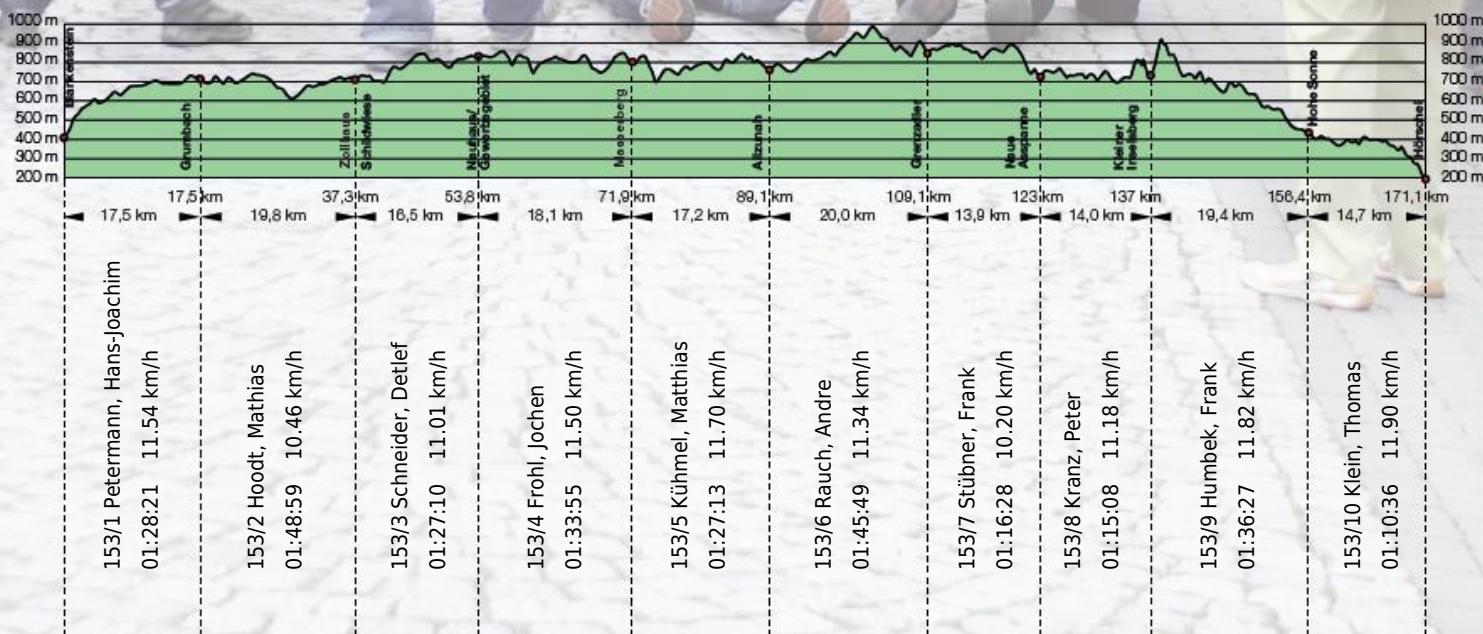 1000 m
900 m
800 m
700 m
600 m
500 m
400 m
300 m
200 m
1000 m
900 m
800 m
700 m
600 m
500 m
400 m
300 m
200 m
Blankenstein
Grumbach
Zollhaus
Schildwiese
Neuhaus/
Masserberg
Allzunah
Grenzadler
Neue
Ausspanne
Kleiner
Inselsberg
Hohe Sonne
Hörschel
17,5 km
37,3 km
53,8 km
71,9 km
89,1 km
109,1 km
123 km
137 km
156,4 km
171,1 km
17,5 km
19,8 km
16,5 km
18,1 km
17,2 km
20,0 km
13,9 km
14,0 km
19,4 km
14,7 km
153/1 Petermann, Hans-Joachim
01:28:21 11.54 km/h
153/2 Hoodt, Mathias
01:48:59 10.46 km/h
153/3 Schneider, Detlef
01:27:10 11.01 km/h
153/4 Frohl, Jochen
01:33:55 11.50 km/h
153/5 Kühmel, Matthias
01:27:13 11.70 km/h
153/6 Rauch, Andre
01:45:49 11.34 km/h
153/7 Stübner, Frank
01:16:28 10.20 km/h
153/8 Kranz, Peter
01:15:08 11.18 km/h
153/9 Humbek, Frank
01:36:27 11.82 km/h
153/10 Klein, Thomas
01:10:36 11.90 km/h